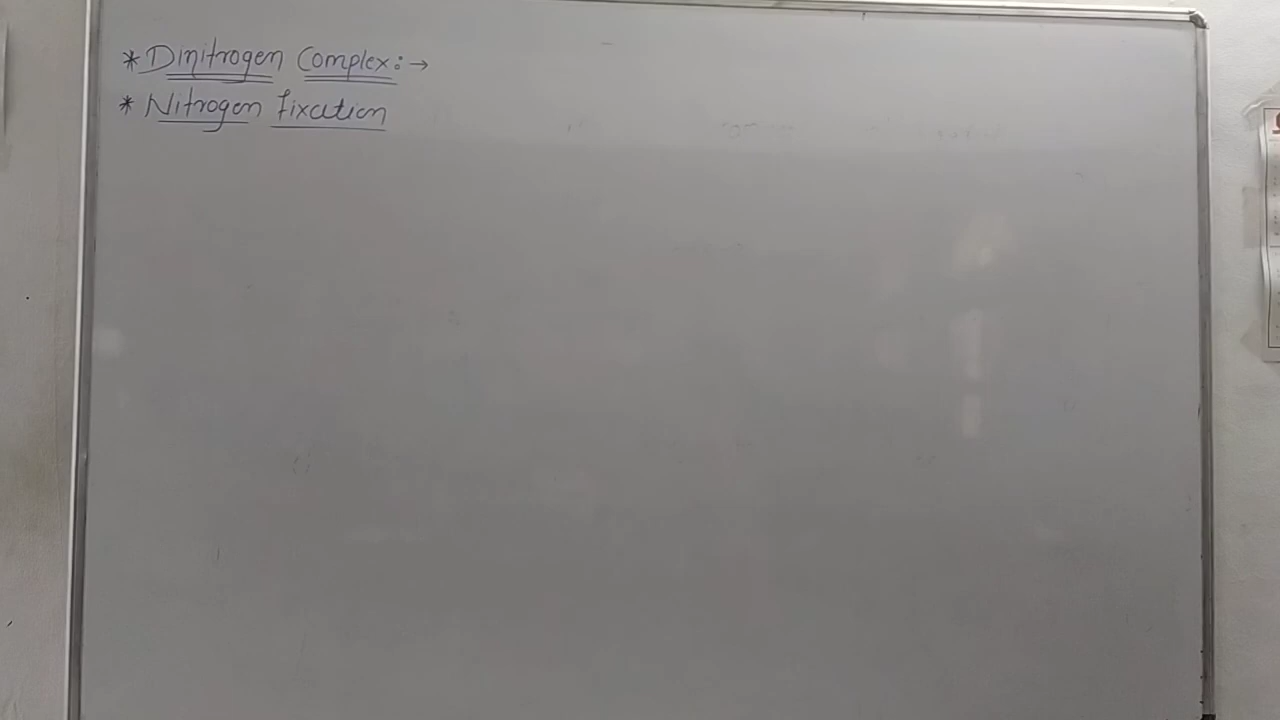 * Dinitrogen Complex:→
* Nitrogen fixation